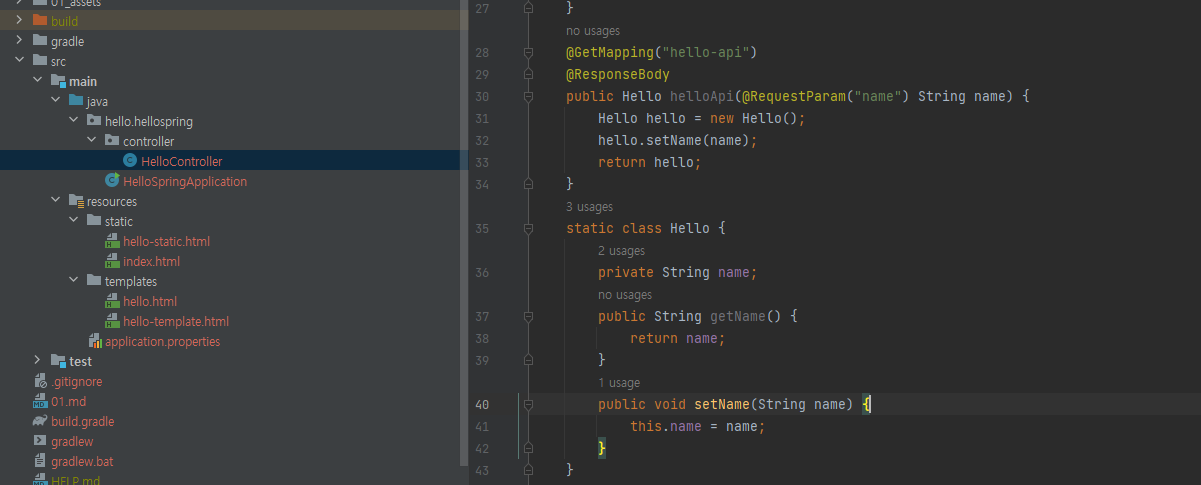 01_assets
build
gradle
src
main
java
hello.hellospring
controller
HelloController
HelloSpringApplication
resources
static
hello-static.html
index.html
templates
hello.html
hello-template.html
application.properties
test
.gitignore
01.md
build.gradle
gradlew
gradlew.bat
HELP.md
27 }
no usages
28 @GetMapping("hello-api")
29 @ResponseBody
30 public Hello helloApi(@RequestParam("name") String name) {
31 Hello hello = new Hello();
32 hello.setName(name);
33 return hello;
34 }
3 usages
35 static class Hello {
2 usages
36 private String name;
no usages
37 public String getName() {
38 return name;
39 }
1 usage
40 public void setName(String name) {
41 this.name = name;
42 }
43 }